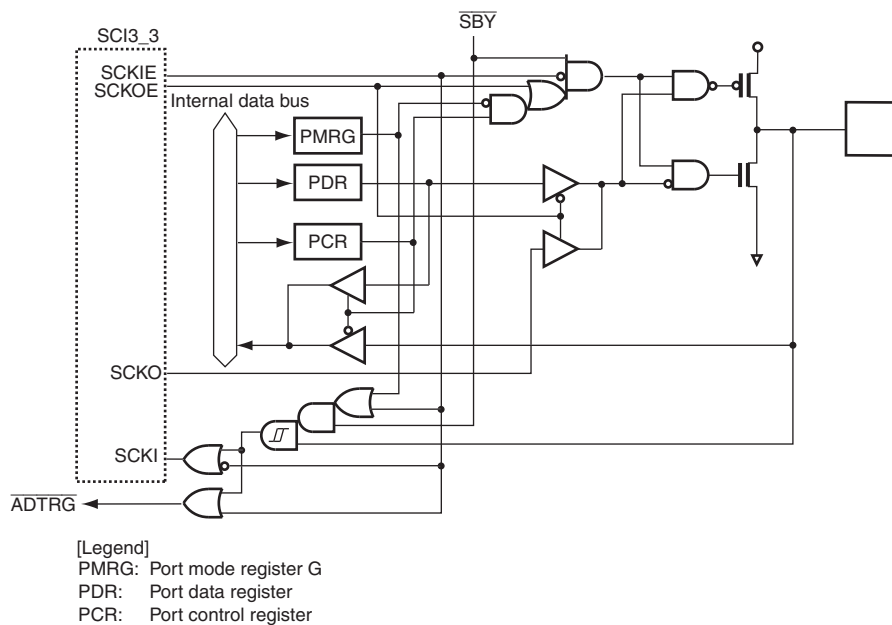 SCI3_3
SBY
SCKIE
SCKOE
Internal data bus
PMRG
PDR
PCR
SCKO
SCKI
ADTRG
[Legend]
PMRG: Port mode register G
PDR: Port data register
PCR: Port control register